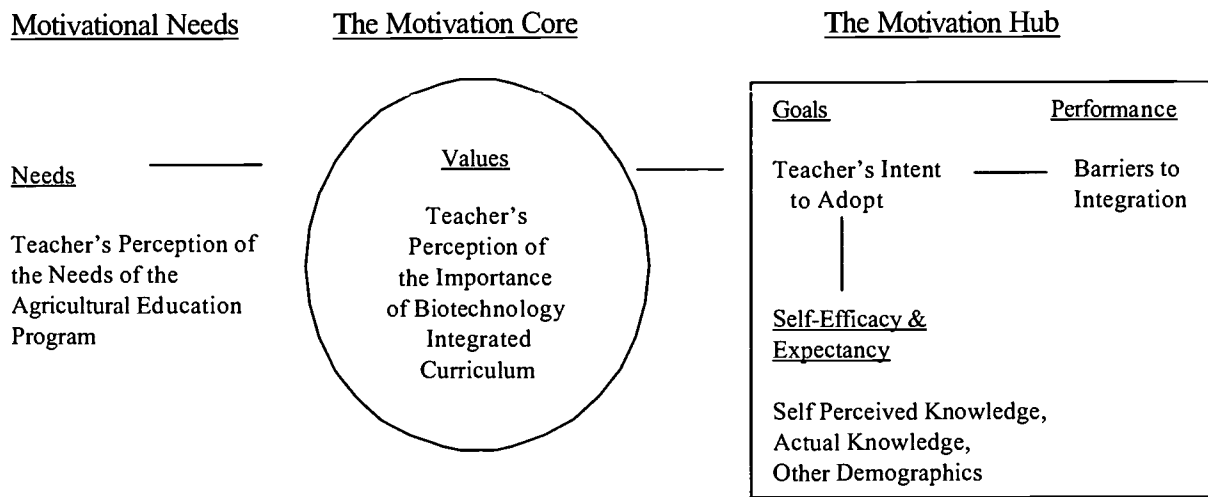 Motivational Needs
The Motivation Core
The Motivation Hub
Needs
Teacher's Perception of
the Needs of the
Agricultural Education
Program
Values
Teacher's
Perception of
the Importance
of Biotechnology
Integrated
Curriculum
Goals
Performance
Teacher's Intent
to Adopt
Barriers to
Integration
Self-Efficacy &
Expectancy
Self Perceived Knowledge,
Actual Knowledge,
Other Demographics